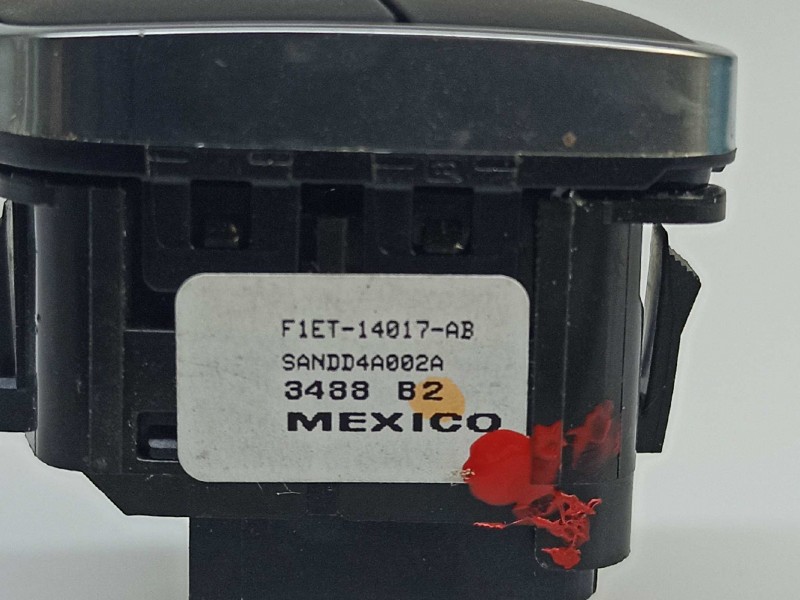 F1ET-14017-AB
SANDD4A002A
3488 B2
MEXICO